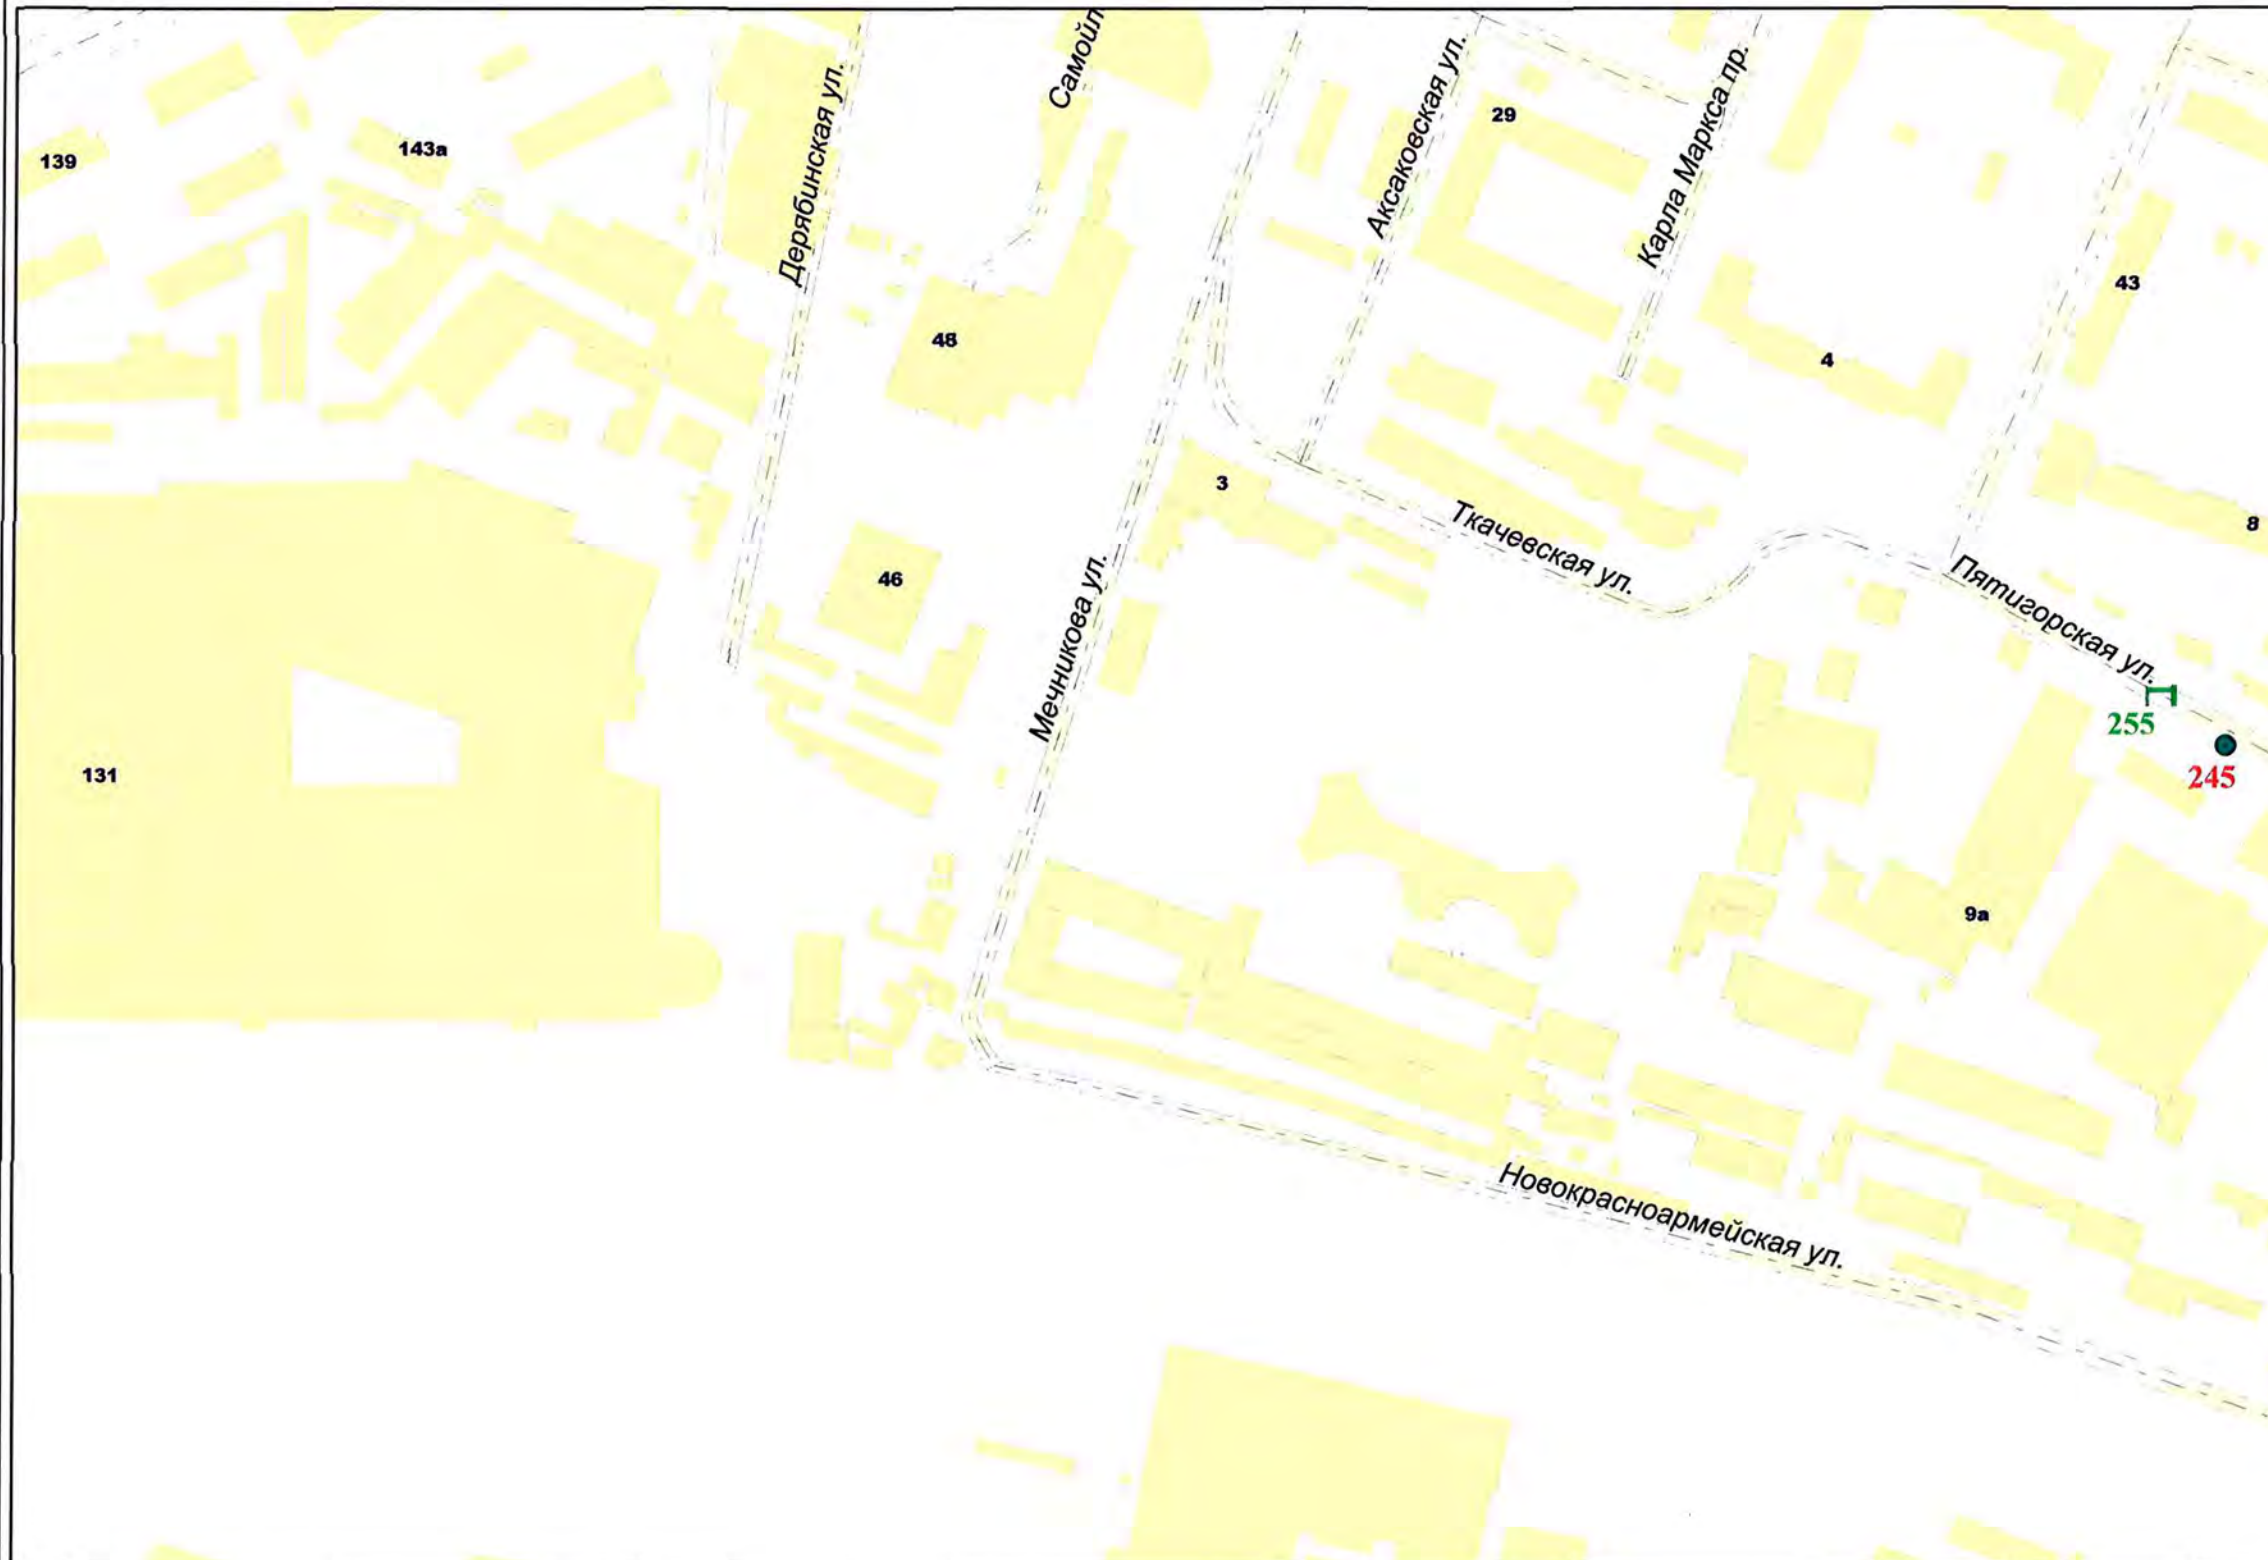 Самойл
Дерябинская ул.
Аксаковская ул.
Карла Маркса пр.
29
139
143а
43
48
4
3
Ткачевская ул.
8
46
Пятигорская ул.
Мечникова ул.
255
245
131
9а
Новокрасноармейская ул.